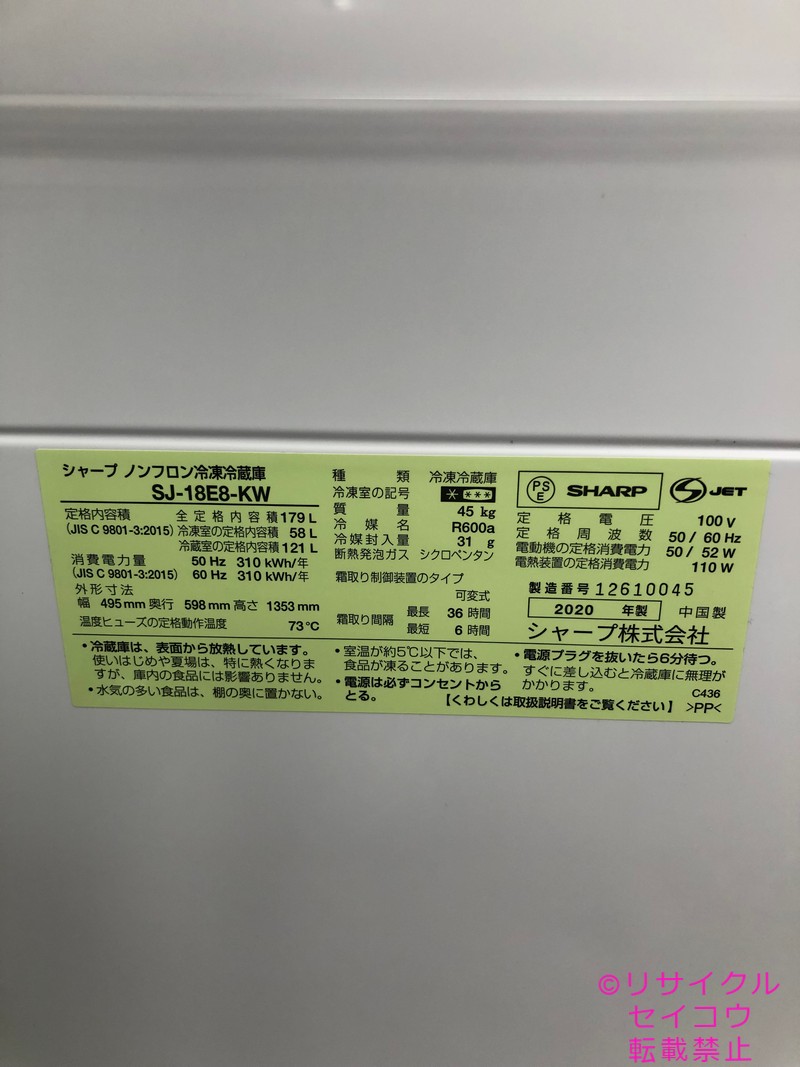 シャープ ノンフロン冷凍冷蔵庫
SJ-18E8-KW
定格内容積 全定格内容積 179 L
(JIS C 9801-3:2015) 冷凍室の定格内容積 58 L
冷蔵室の定格内容積 121 L
消費電力量 50 Hz 310 kWh/年
(JIS C 9801-3:2015) 60 Hz 310 kWh/年
外形寸法
幅 495 mm 奥行 598 mm 高さ 1353 mm
温度ヒューズの定格動作温度 73℃
種類 冷凍冷蔵庫
冷凍室の記号 * ***
質量 45 kg
冷媒名 R600a
冷媒封入量 31 g
断熱発泡ガス シクロペンタン
霜取り制御装置のタイプ
可変式
霜取り間隔 最長 36 時間
最短 6 時間
PSE SHARP JET
定格電圧 100 V
定格周波数 50 / 60 Hz
電動機の定格消費電力 50 / 52 W
電熱装置の定格消費電力 110 W
製造番号 12610045
2020 年製 中国製
シャープ株式会社
・冷蔵庫は、表面から放熱しています。
使いはじめや夏場は、特に熱くなりま
すが、庫内の食品には影響ありません。
・水気の多い食品は、棚の奥に置かない。
・室温が約5℃以下では、
食品が凍ることがあります。
・電源は必ずコンセントから
とる。
・電源プラグを抜いたら6分待つ。
すぐに差し込むと冷蔵庫に無理が
かかります。
C436
【くわしくは取扱説明書をご覧ください】 >PP<
©リサイクル
セイコウ
転載禁止